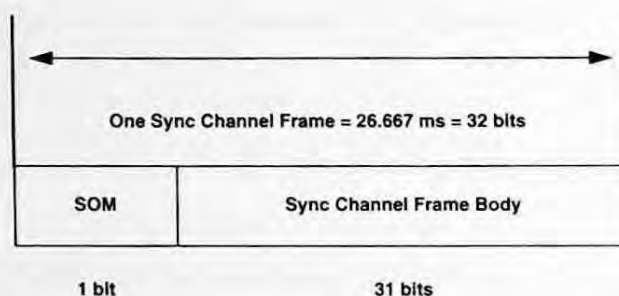 One Sync Channel Frame = 26.667 ms = 32 bits
SOM
Sync Channel Frame Body
1 bit
31 bits